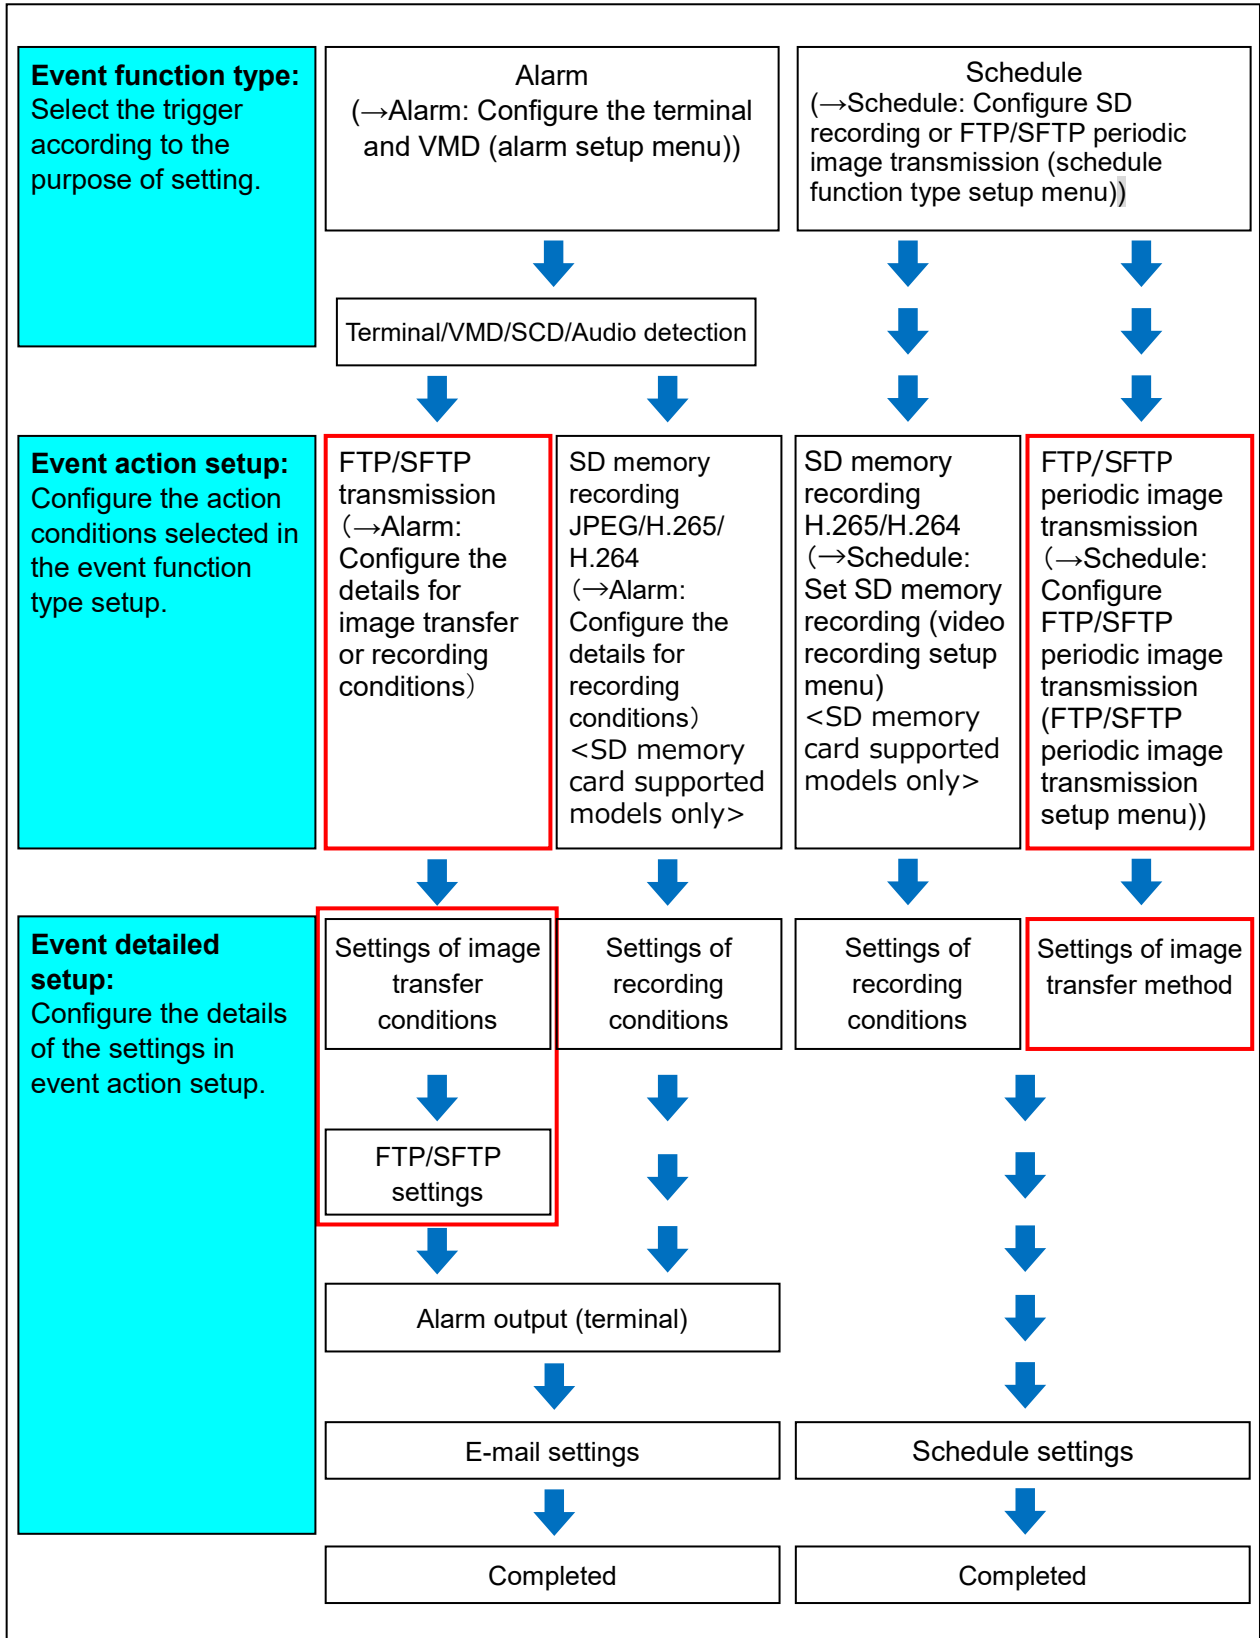 Event function type:
Select the trigger
according to the
purpose of setting.
Alarm
(→Alarm: Configure the terminal
and VMD (alarm setup menu))
Schedule
(→Schedule: Configure SD
recording or FTP/SFTP periodic
image transmission (schedule
function type setup menu))
Terminal/VMD/SCD/Audio detection
Event action setup:
Configure the action
conditions selected in
the event function
type setup.
FTP/SFTP
transmission
（→Alarm:
Configure the
details for
image transfer
or recording
conditions）
SD memory
recording
JPEG/H.265/
H.264
（→Alarm:
Configure the
details for
recording
conditions）
<SD memory
card supported
models only>
SD memory
recording
H.265/H.264
（→Schedule:
Set SD memory
recording (video
recording setup
menu)
<SD memory
card supported
models only>
FTP/SFTP
periodic image
transmission
（→Schedule:
Configure
FTP/SFTP
periodic image
transmission
(FTP/SFTP
periodic image
transmission
setup menu))
Event detailed
setup:
Configure the details
of the settings in
event action setup.
Settings of image
transfer
conditions
Settings of
recording
conditions
Settings of
recording
conditions
Settings of image
transfer method
FTP/SFTP
settings
Alarm output (terminal)
E-mail settings
Schedule settings
Completed
Completed